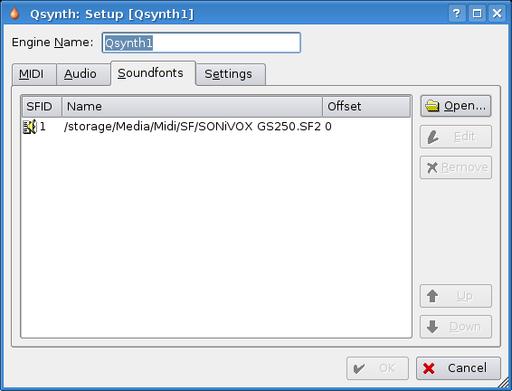 Qsynth: Setup [Qsynth1]
Engine Name: Qsynth1
MIDI Audio Soundfonts Settings
SFID Name Offset
1 /storage/Media/Midi/SF/SONiVOX GS250.SF2 0
Open...
Edit
Remove
Up
Down
OK Cancel